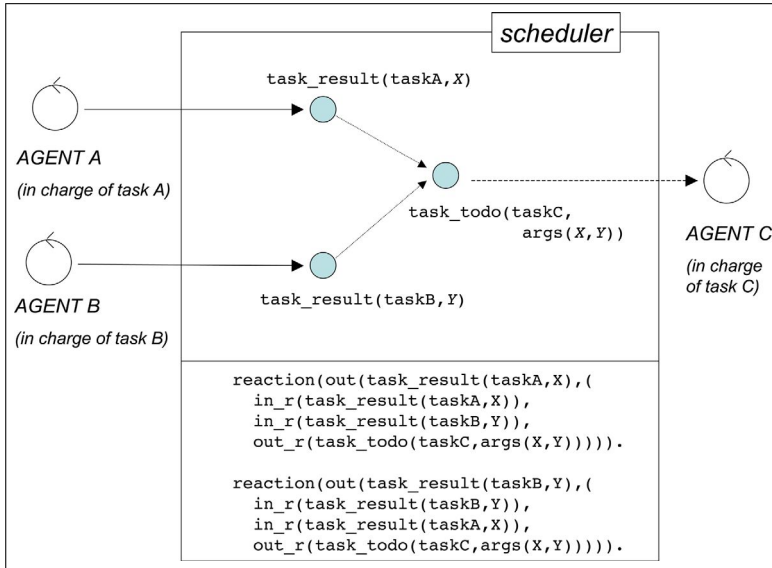 scheduler
task_result(taskA,X)
AGENT A
(in charge of task A)
task_todo(taskC,
args(X,Y))
AGENT C
(in charge
of task C)
AGENT B
(in charge of task B)
task_result(taskB,Y)
reaction(out(task_result(taskA,X),(
in_r(task_result(taskA,X)),
in_r(task_result(taskB,Y)),
out_r(task_todo(taskC,args(X,Y))))).
reaction(out(task_result(taskB,Y),(
in_r(task_result(taskB,Y)),
in_r(task_result(taskA,X)),
out_r(task_todo(taskC,args(X,Y))))).